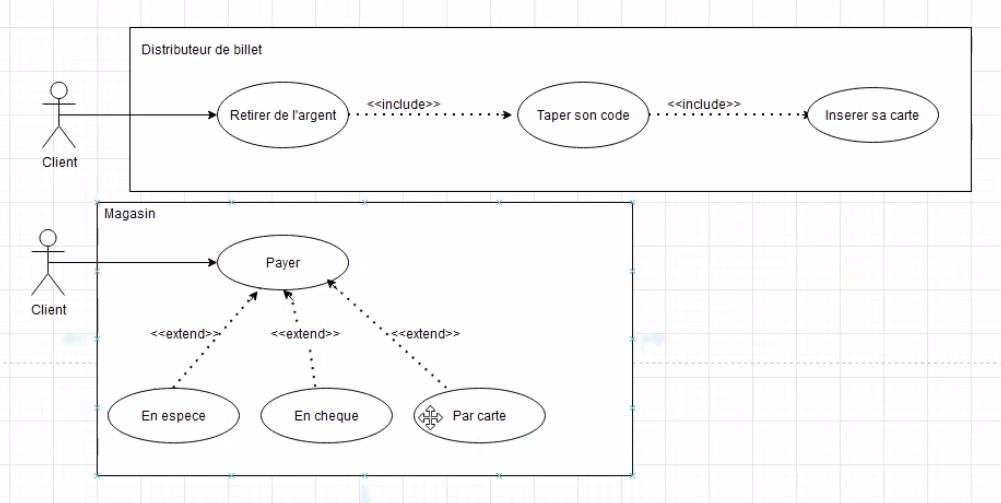 Distributeur de billet
Retirer de l'argent
<<include>>
Taper son code
<<include>>
Inserer sa carte
Client
Magasin
Payer
Client
<<extend>>
<<extend>>
<<extend>>
En espece
En cheque
Par carte